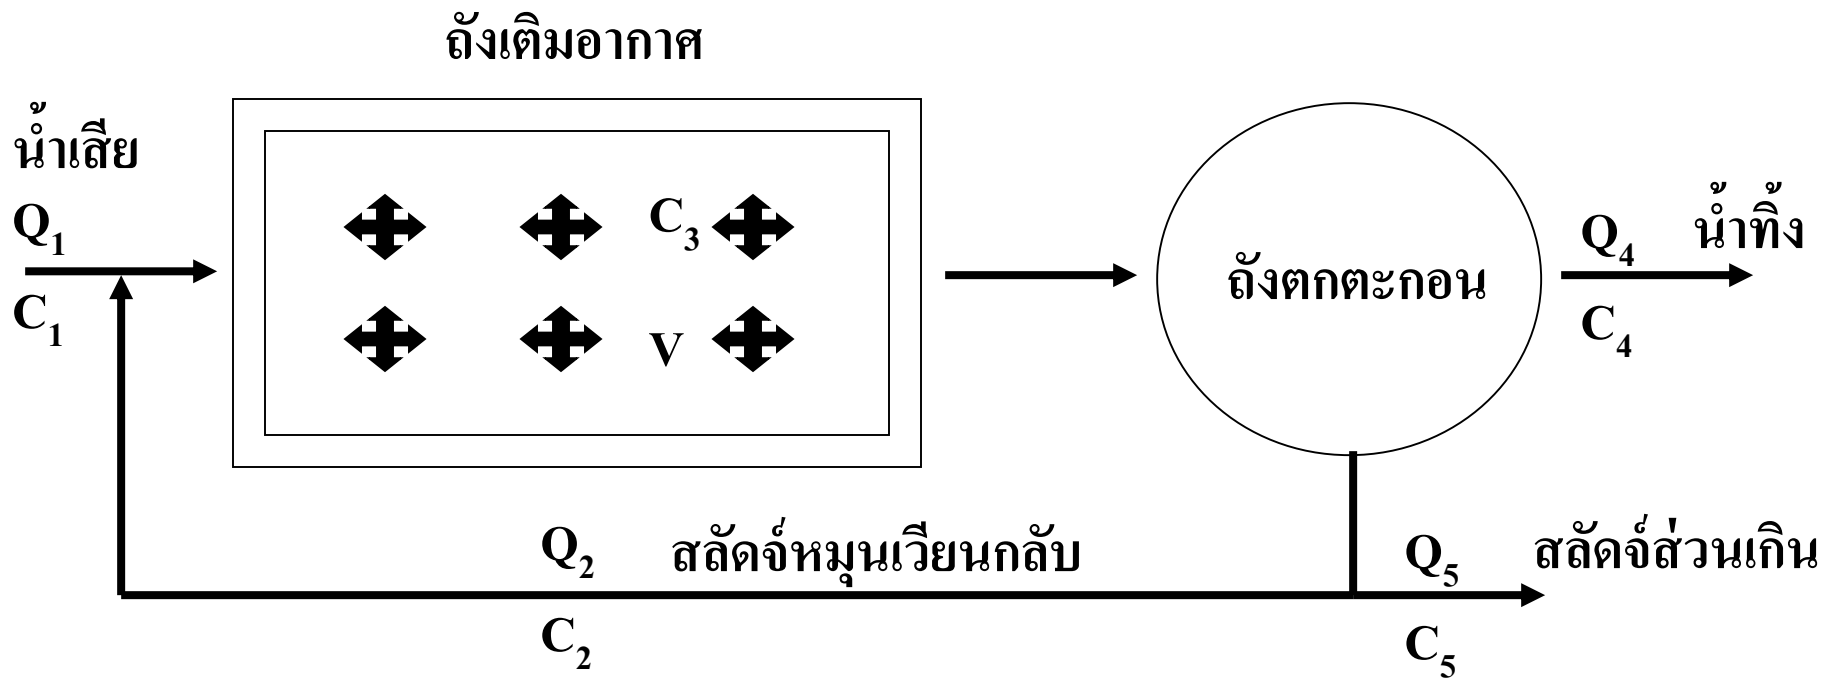 ถังเติมอากาศ
น้ำเสีย
Q1
C1
C3
V
ถังตกตะกอน
Q4
น้ำทิ้ง
C4
Q2
สลัดจ์หมุนเวียนกลับ
C2
Q5
สลัดจ์ส่วนเกิน
C5